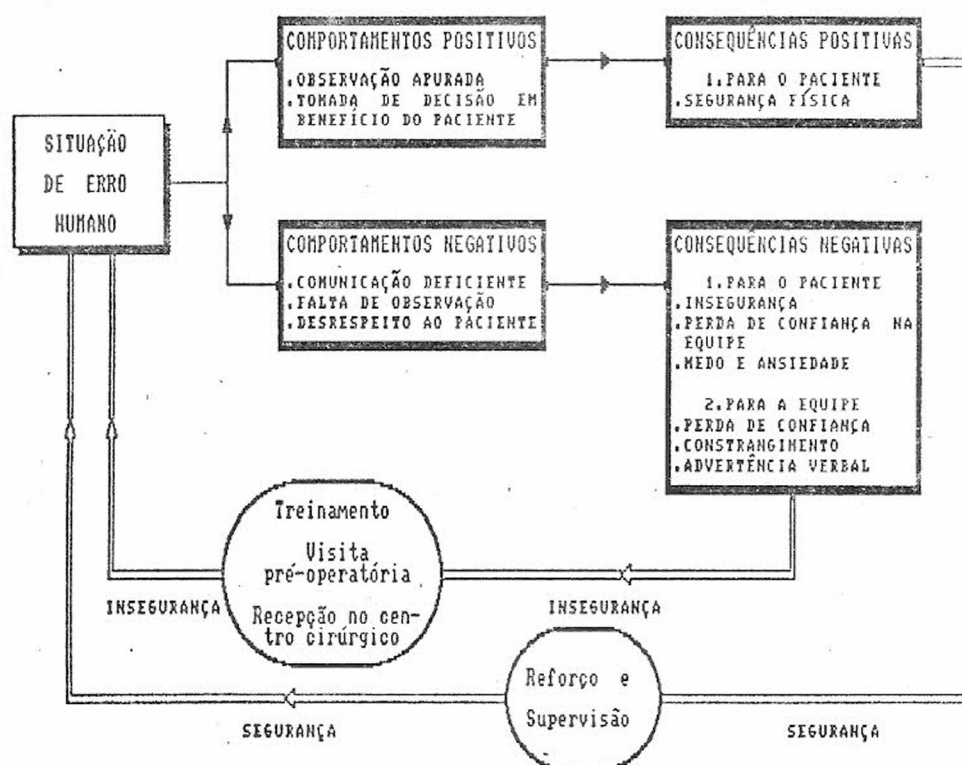 COMPORTAMENTOS POSITIVOS
.OBSERVAÇÃO APURADA
.TOMADA DE DECISÃO EM
BENEFÍCIO DO PACIENTE
CONSEQUÊNCIAS POSITIVAS
1.PARA O PACIENTE
.SEGURANÇA FÍSICA
SITUAÇÃO
DE ERRO
HUMANO
COMPORTAMENTOS NEGATIVOS
.COMUNICAÇÃO DEFICIENTE
.FALTA DE OBSERVAÇÃO
.DESRESPEITO AO PACIENTE
CONSEQUÊNCIAS NEGATIVAS
1.PARA O PACIENTE
.INSEGURANÇA
.PERDA DE CONFIANÇA NA
EQUIPE
.MEDO E ANSIEDADE
2.PARA A EQUIPE
.PERDA DE CONFIANÇA
.CONSTRANGIMENTO
.ADVERTÊNCIA VERBAL
Treinamento
Visita
pré-operatória
Recepção no cen-
tro cirúrgico
INSEGURANÇA
INSEGURANÇA
Reforço e
Supervisão
SEGURANÇA
SEGURANÇA